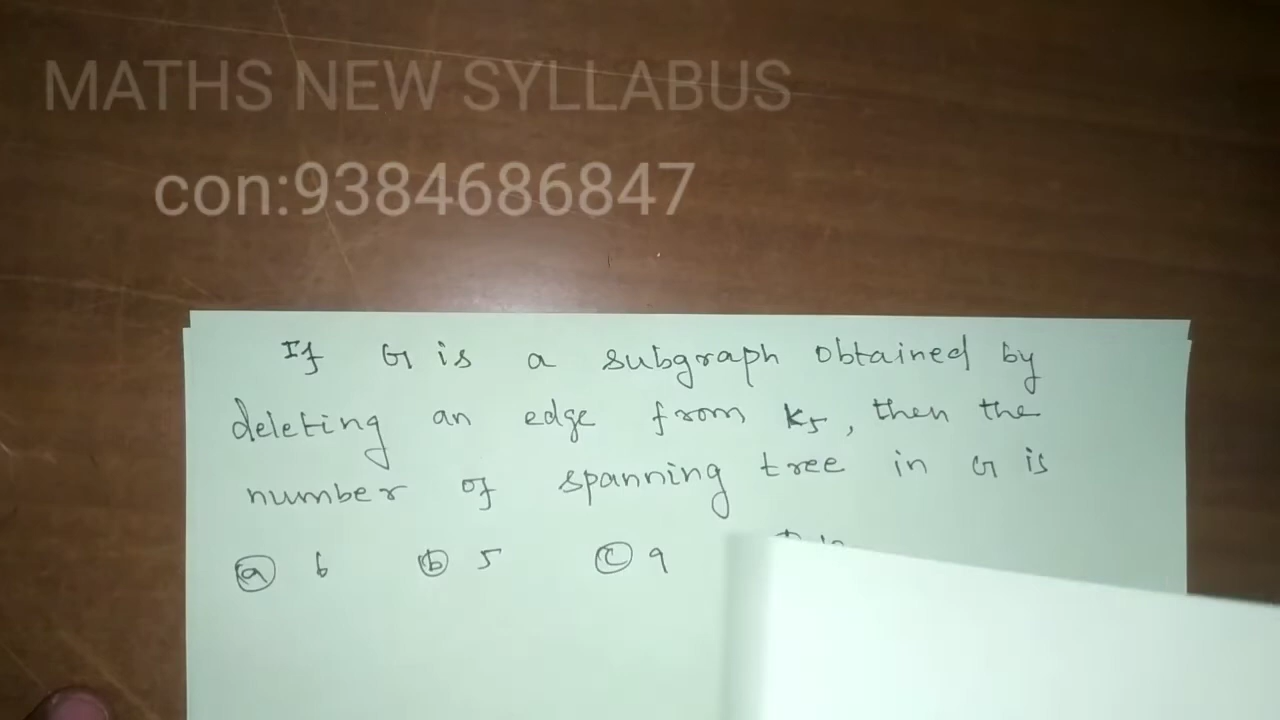 MATHS NEW SYLLABUS
con:9384686847
If G is a subgraph obtained by
deleting an edge from K5, then the
number of spanning tree in G is
(a) 6 (b) 5 (c) 9